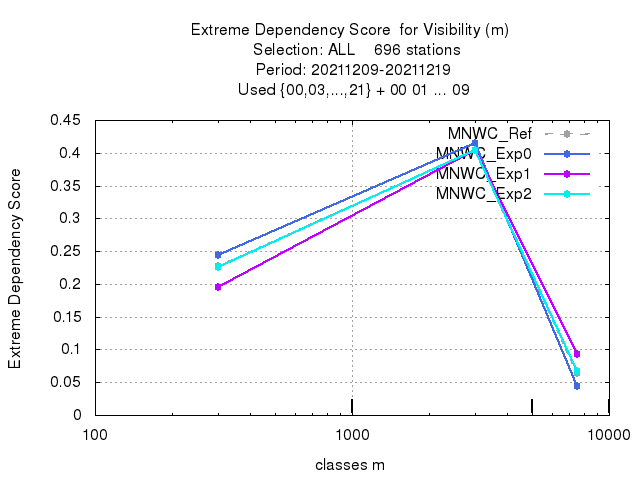 Extreme Dependency Score  for Visibility (m)
Selection: ALL    696 stations
Period: 20211209-20211219
Used {00,03,...,21} + 00 01 ... 09
Extreme Dependency Score
0.45
0.4
0.35
0.3
0.25
0.2
0.15
0.1
0.05
0
MNWC_Ref
MNWC_Exp0
MNWC_Exp1
MNWC_Exp2
100
1000
10000
classes m